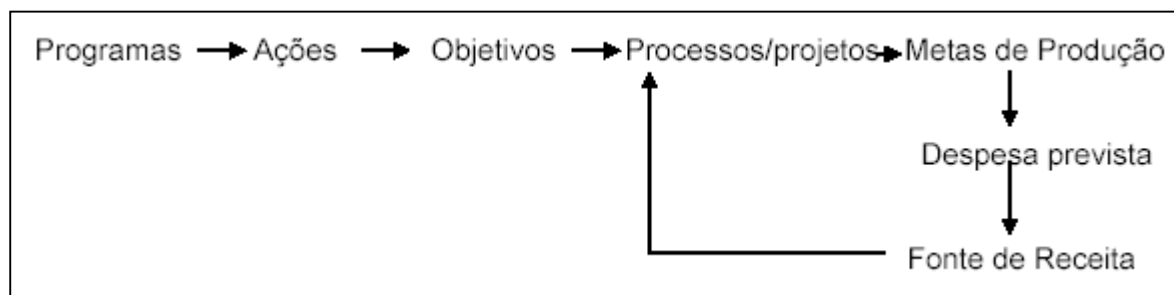 Programas Ações Objetivos Processos/projetos Metas de Produção
Despesa prevista
Fonte de Receita